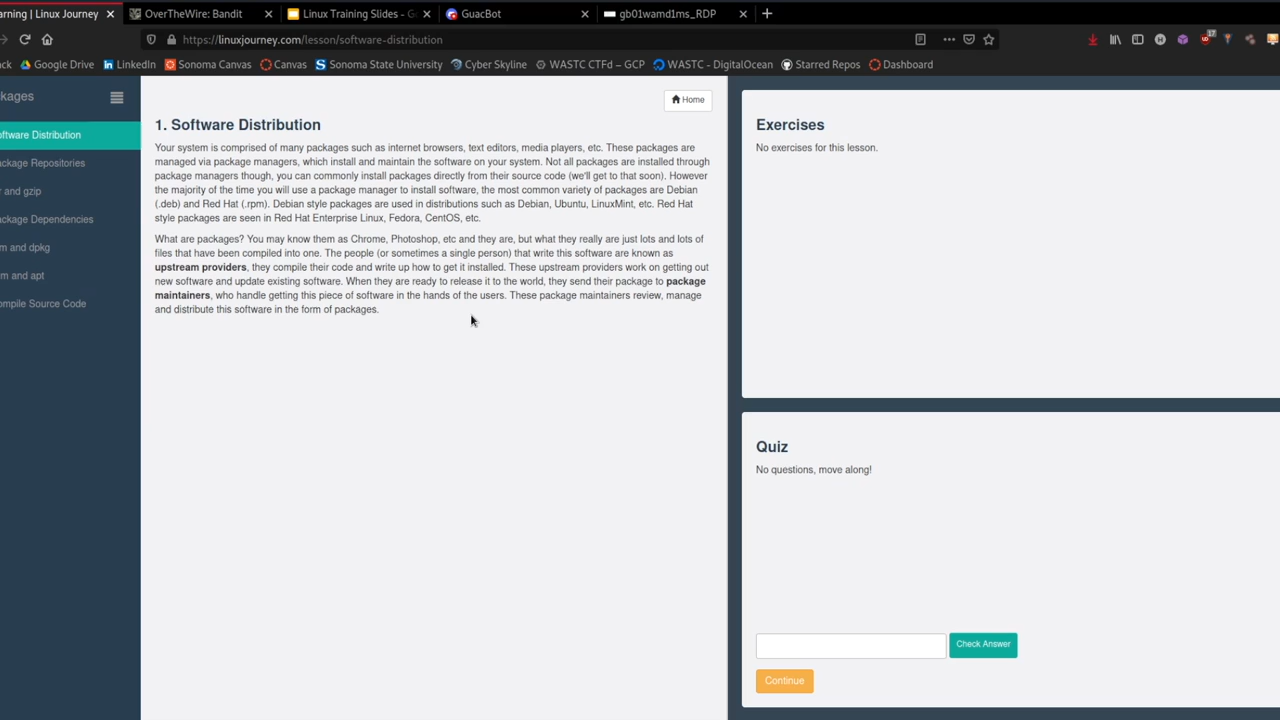 arning | Linux Journey
OverTheWire: Bandit
Linux Training Slides - G
GuacBot
gb01wamd1ms_RDP
https://linuxjourney.com/lesson/software-distribution
17
ck Google Drive LinkedIn Sonoma Canvas Canvas Sonoma State University Cyber Skyline WASTC CTFd – GCP WASTC - DigitalOcean Starred Repos Dashboard
kages
oftware Distribution
ackage Repositories
r and gzip
ackage Dependencies
m and dpkg
m and apt
ompile Source Code
Home
1. Software Distribution
Your system is comprised of many packages such as internet browsers, text editors, media players, etc. These packages are
managed via package managers, which install and maintain the software on your system. Not all packages are installed through
package managers though, you can commonly install packages directly from their source code (we'll get to that soon). However
the majority of the time you will use a package manager to install software, the most common variety of packages are Debian
(.deb) and Red Hat (.rpm). Debian style packages are used in distributions such as Debian, Ubuntu, LinuxMint, etc. Red Hat
style packages are seen in Red Hat Enterprise Linux, Fedora, CentOS, etc.
What are packages? You may know them as Chrome, Photoshop, etc and they are, but what they really are just lots and lots of
files that have been compiled into one. The people (or sometimes a single person) that write this software are known as
upstream providers, they compile their code and write up how to get it installed. These upstream providers work on getting out
new software and update existing software. When they are ready to release it to the world, they send their package to package
maintainers, who handle getting this piece of software in the hands of the users. These package maintainers review, manage
and distribute this software in the form of packages.
Exercises
No exercises for this lesson.
Quiz
No questions, move along!
Check Answer
Continue